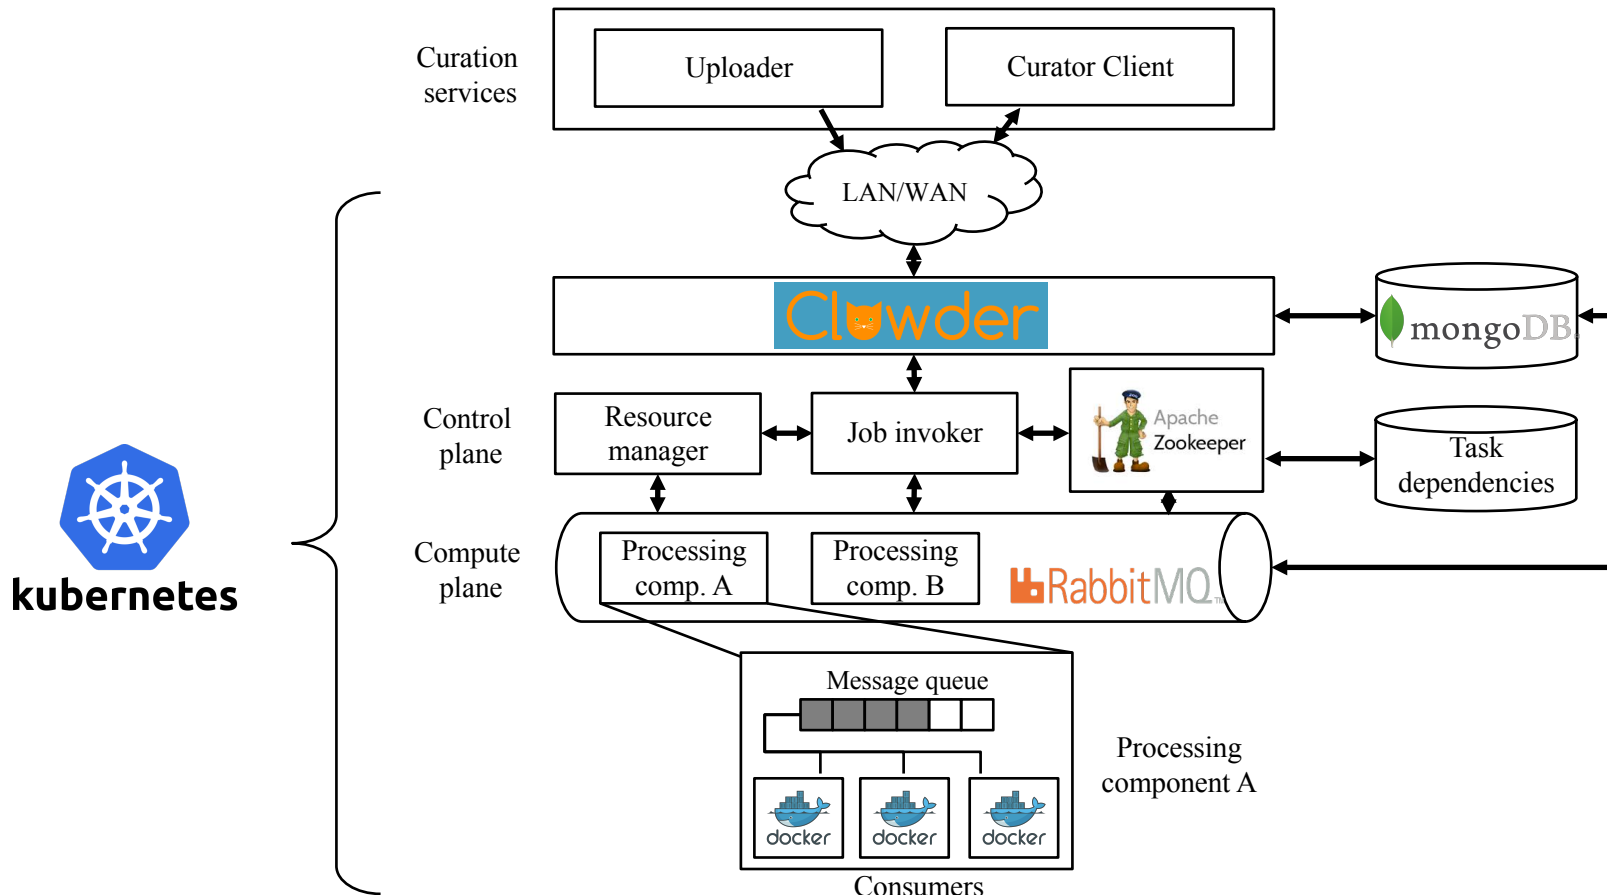 Curation
services
Uploader
Curator Client
LAN/WAN
Clowder
mongoDB
Control
plane
Resource
manager
Job invoker
Apache
Zookeeper
Task
dependencies
kubernetes
Compute
plane
Processing
comp. A
Processing
comp. B
RabbitMQ
Message queue
docker
docker
docker
Processing
component A
Consumers